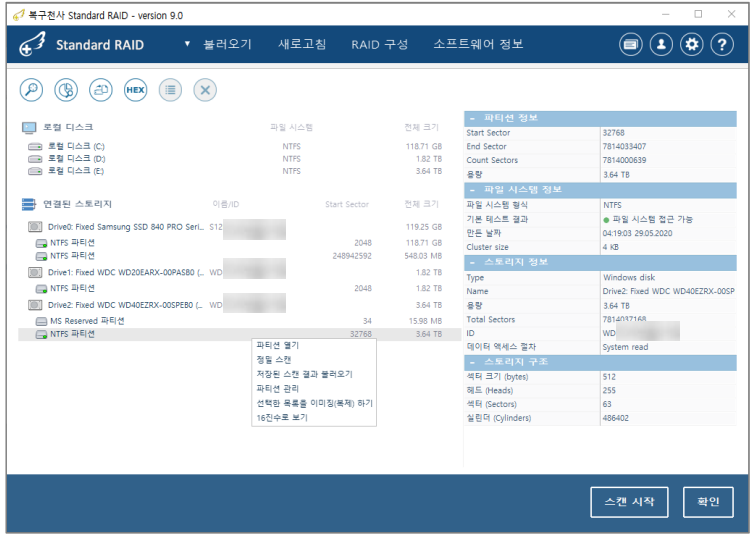 복구천사 Standard RAID - version 9.0
Standard RAID ▼ 불러오기 새로고침 RAID 구성 소프트웨어 정보 ?
HEX
로컬 디스크 파일 시스템 전체 크기
로컬 디스크 (C:) NTFS 118.71 GB
로컬 디스크 (D:) NTFS 1.82 TB
로컬 디스크 (E:) NTFS 3.64 TB
연결된 스토리지 이름/ID Start Sector 전체 크기
Drive0: Fixed Samsung SSD 840 PRO Seri... S12 119.25 GB
NTFS 파티션 2048 118.71 GB
NTFS 파티션 248942592 548.03 MB
Drive1: Fixed WDC WD20EARX-00PASB0 (... WD 1.82 TB
NTFS 파티션 2048 1.82 TB
Drive2: Fixed WDC WD40EZRX-00SPEB0 (... WD 3.64 TB
MS Reserved 파티션 34 15.98 MB
NTFS 파티션 32768 3.64 TB
파티션 열기
정밀 스캔
저장된 스캔 결과 불러오기
파티션 관리
선택한 목록을 이미징(복제) 하기
16진수로 보기
- 파티션 정보
Start Sector 32768
End Sector 7814033407
Count Sectors 7814000639
용량 3.64 TB
- 파일 시스템 정보
파일 시스템 형식 NTFS
기본 테스트 결과 파일 시스템 접근 가능
만든 날짜 04:19:03 29.05.2020
Cluster size 4 KB
- 스토리지 정보
Type Windows disk
Name Drive2: Fixed WDC WD40EZRX-00SP
용량 3.64 TB
Total Sectors 7814037168
ID WD
데이터 액세스 절차 System read
- 스토리지 구조
섹터 크기 (bytes) 512
헤드 (Heads) 255
섹터 (Sectors) 63
실린더 (Cylinders) 486402
스캔 시작 확인